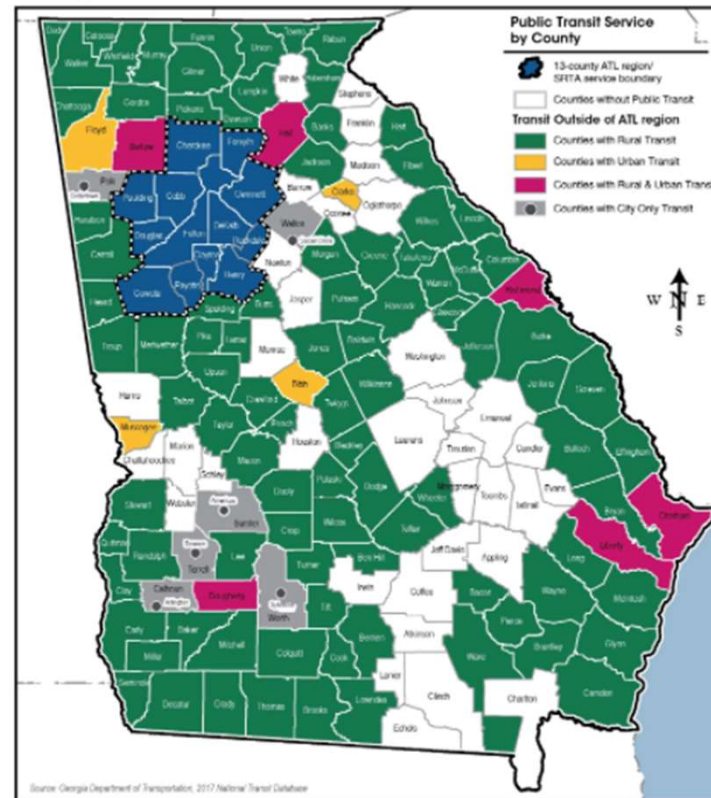 Public Transit Service
by County
13-county ATL region/
SRTA service boundary
Counties without Public Transit
Transit Outside of ATL region
Counties with Rural Transit
Counties with Urban Transit
Counties with Rural & Urban Trans
Counties with City Only Transit
N
W E
S
Union
Rabun
Walker
Murray
Gilmer
Lumpkin
White
Stephens
Chattooga
Gordon
Pickens
Dawson
Banks
Franklin
Hart
Floyd
Bartow
Cherokee
Forsyth
Hall
Jackson
Madison
Elbert
Polk
Paulding
Cobb
Gwinnett
Barrow
Clarke
Oconee
Oglethorpe
Wilkes
Lincoln
Haralson
Douglas
Fulton
DeKalb
Rockdale
Walton
Carroll
Clayton
Newton
Morgan
Greene
Columbia
Warren
Richmond
Heard
Coweta
Fayette
Henry
Butts
Jasper
Putnam
Hancock
Spalding
Troup
Meriwether
Pike
Lamar
Monroe
Jones
Baldwin
Washington
Jefferson
Burke
Upson
Bibb
Wilkinson
Johnson
Jenkins
Screven
Harris
Talbot
Crawford
Twiggs
Emanuel
Muscogee
Taylor
Peach
Houston
Bleckley
Laurens
Treutlen
Candler
Bulloch
Effingham
Chattahoochee
Marion
Macon
Schley
Pulaski
Dodge
Wheeler
Montgomery
Toombs
Tattnall
Evans
Bryan
Chatham
Stewart
Webster
Sumter
Dooly
Wilcox
Telfair
Liberty
Quitman
Randolph
Terrell
Lee
Crisp
Turner
Ben Hill
Jeff Davis
Appling
Long
Clay
Calhoun
Dougherty
Worth
Tift
Irwin
Coffee
Bacon
Wayne
McIntosh
Early
Baker
Mitchell
Colquitt
Cook
Berrien
Atkinson
Pierce
Ware
Brantley
Glynn
Miller
Seminole
Decatur
Grady
Thomas
Brooks
Lowndes
Lanier
Clinch
Echols
Charlton
Camden
Source: Georgia Department of Transportation, 2017 National Transit Database